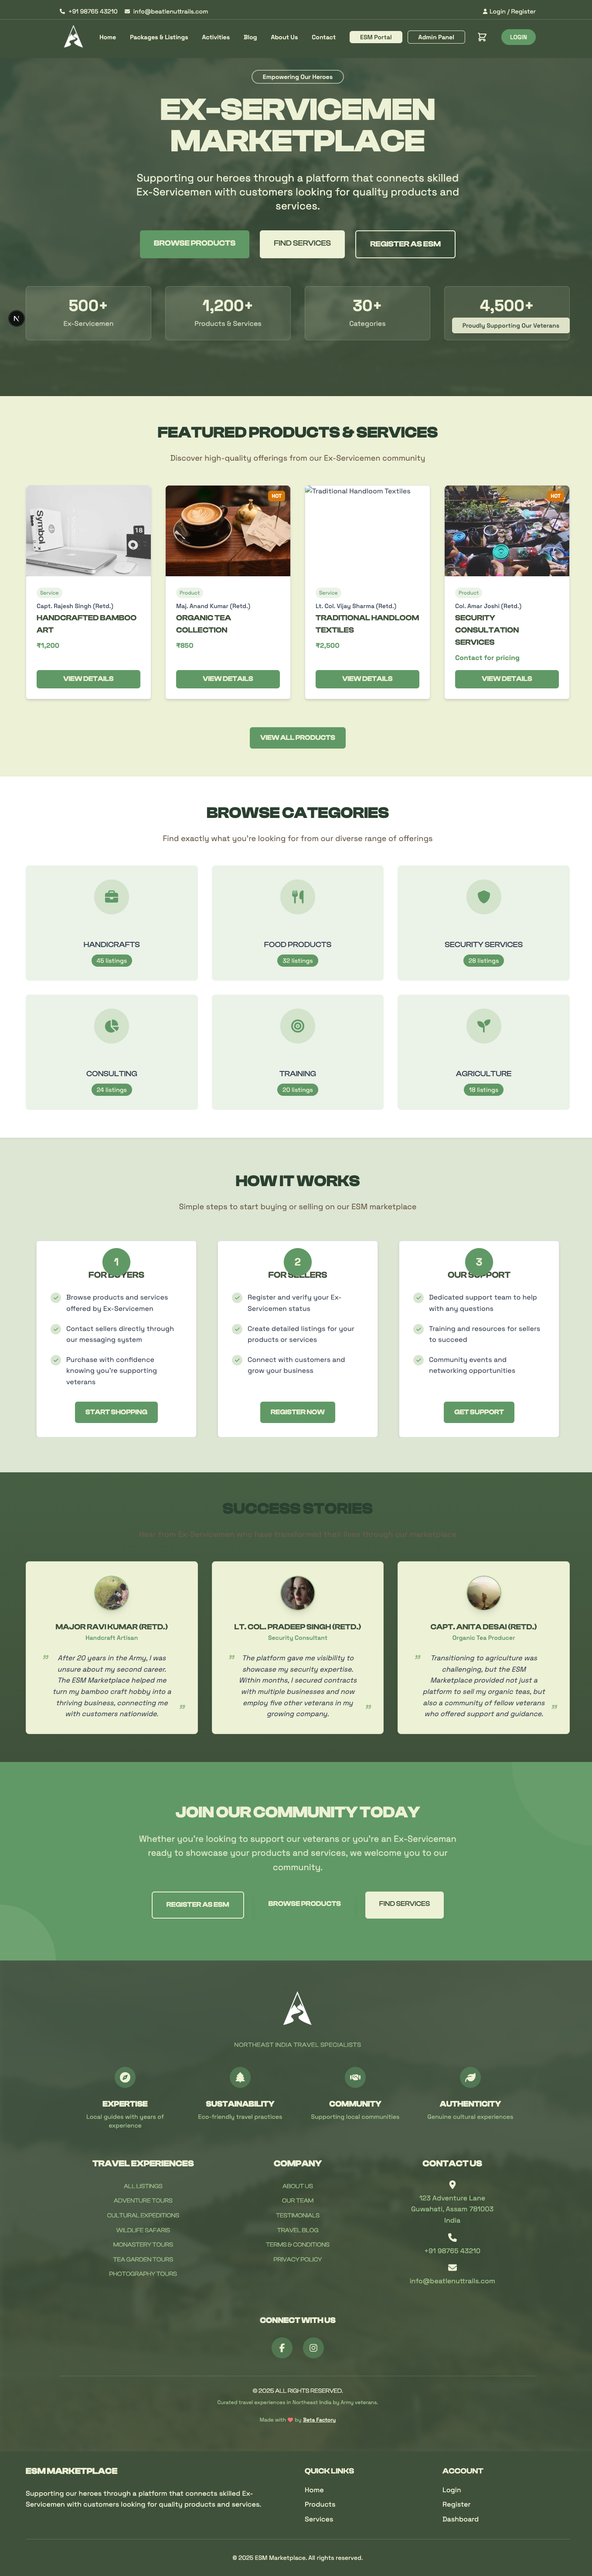 +91 98765 43210
info@beatlenuttrails.com
Login / Register
Home
Packages & Listings
Activities
Blog
About Us
Contact
ESM Portal
Admin Panel
LOGIN
Empowering Our Heroes
EX-SERVICEMEN
MARKETPLACE
Supporting our heroes through a platform that connects skilled
Ex-Servicemen with customers looking for quality products and
services.
BROWSE PRODUCTS
FIND SERVICES
REGISTER AS ESM
500+
Ex-Servicemen
1,200+
Products & Services
30+
Categories
4,500+
Proudly Supporting Our Veterans
N
FEATURED PRODUCTS & SERVICES
Discover high-quality offerings from our Ex-Servicemen community
Symbol
18
Service
Capt. Rajesh Singh (Retd.)
HANDCRAFTED BAMBOO
ART
₹1,200
VIEW DETAILS
HOT
Product
Maj. Anand Kumar (Retd.)
ORGANIC TEA
COLLECTION
₹850
VIEW DETAILS
Traditional Handloom Textiles
Service
Lt. Col. Vijay Sharma (Retd.)
TRADITIONAL HANDLOOM
TEXTILES
₹2,500
VIEW DETAILS
HOT
Product
Col. Amar Joshi (Retd.)
SECURITY
CONSULTATION
SERVICES
Contact for pricing
VIEW DETAILS
VIEW ALL PRODUCTS
BROWSE CATEGORIES
Find exactly what you're looking for from our diverse range of offerings
HANDICRAFTS
45 listings
FOOD PRODUCTS
32 listings
SECURITY SERVICES
28 listings
CONSULTING
24 listings
TRAINING
20 listings
AGRICULTURE
18 listings
HOW IT WORKS
Simple steps to start buying or selling on our ESM marketplace
1
FOR BUYERS
Browse products and services
offered by Ex-Servicemen
Contact sellers directly through
our messaging system
Purchase with confidence
knowing you're supporting
veterans
START SHOPPING
2
FOR SELLERS
Register and verify your Ex-
Servicemen status
Create detailed listings for your
products or services
Connect with customers and
grow your business
REGISTER NOW
3
OUR SUPPORT
Dedicated support team to help
with any questions
Training and resources for sellers
to succeed
Community events and
networking opportunities
GET SUPPORT
SUCCESS STORIES
Hear from Ex-Servicemen who have transformed their lives through our marketplace
MAJOR RAVI KUMAR (RETD.)
Handcraft Artisan
" After 20 years in the Army, I was
unsure about my second career.
The ESM Marketplace helped me
turn my bamboo craft hobby into a
thriving business, connecting me
with customers nationwide. "
LT. COL. PRADEEP SINGH (RETD.)
Security Consultant
" The platform gave me visibility to
showcase my security expertise.
Within months, I secured contracts
with multiple businesses and now
employ five other veterans in my
growing company. "
CAPT. ANITA DESAI (RETD.)
Organic Tea Producer
" Transitioning to agriculture was
challenging, but the ESM
Marketplace provided not just a
platform to sell my organic teas, but
also a community of fellow veterans
who offered support and guidance. "
JOIN OUR COMMUNITY TODAY
Whether you're looking to support our veterans or you're an Ex-Serviceman
ready to showcase your products and services, we welcome you to our
community.
REGISTER AS ESM
BROWSE PRODUCTS
FIND SERVICES
NORTHEAST INDIA TRAVEL SPECIALISTS
EXPERTISE
Local guides with years of
experience
SUSTAINABILITY
Eco-friendly travel practices
COMMUNITY
Supporting local communities
AUTHENTICITY
Genuine cultural experiences
TRAVEL EXPERIENCES
ALL LISTINGS
ADVENTURE TOURS
CULTURAL EXPEDITIONS
WILDLIFE SAFARIS
MONASTERY TOURS
TEA GARDEN TOURS
PHOTOGRAPHY TOURS
COMPANY
ABOUT US
OUR TEAM
TESTIMONIALS
TRAVEL BLOG
TERMS & CONDITIONS
PRIVACY POLICY
CONTACT US
123 Adventure Lane
Guwahati, Assam 781003
India
+91 98765 43210
info@beatlenuttrails.com
CONNECT WITH US
© 2025 ALL RIGHTS RESERVED.
Curated travel experiences in Northeast India by Army veterans.
Made with ❤ by Beta Factory
ESM MARKETPLACE
Supporting our heroes through a platform that connects skilled Ex-
Servicemen with customers looking for quality products and services.
QUICK LINKS
Home
Products
Services
ACCOUNT
Login
Register
Dashboard
© 2025 ESM Marketplace. All rights reserved.